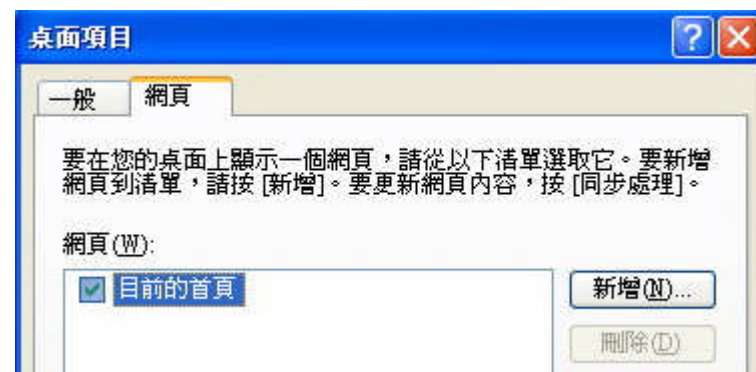 桌面項目
一般 網頁
要在您的桌面上顯示一個網頁，請從以下清單選取它。要新增
網頁到清單，請按 [新增]。要更新網頁內容，按 [同步處理]。
網頁(W):
目前的首頁
新增(N)...
刪除(D)